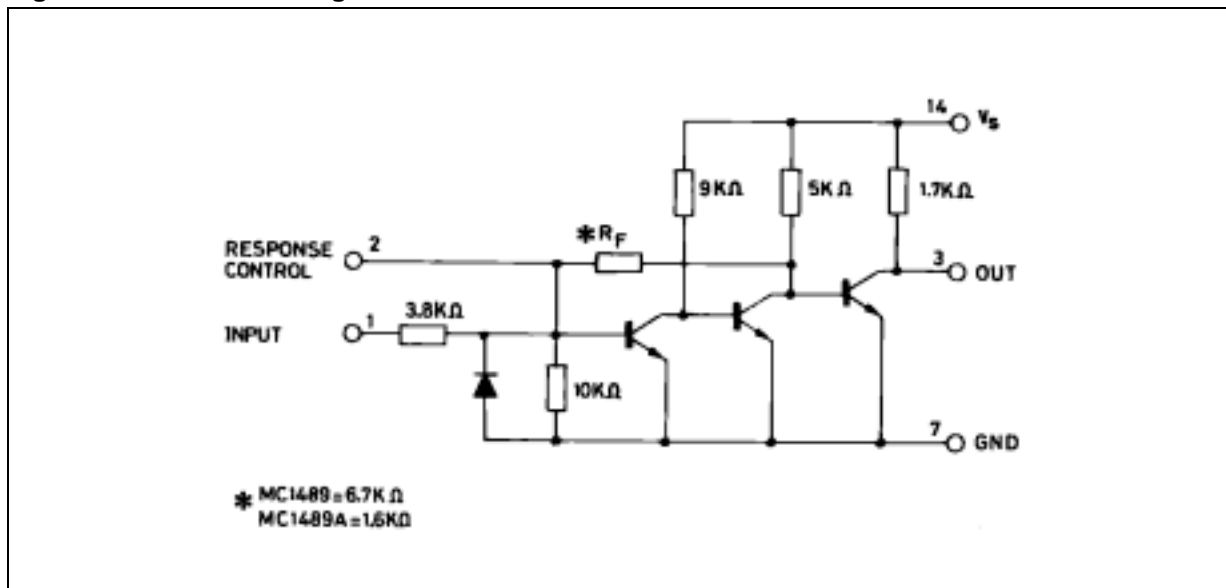 14
Vs
9KΩ
5KΩ
1.7KΩ
*RF
RESPONSE
CONTROL
2
3
OUT
3.8KΩ
INPUT
1
10KΩ
7
GND
* MC1489=6.7KΩ
MC1489A=1.6KΩ